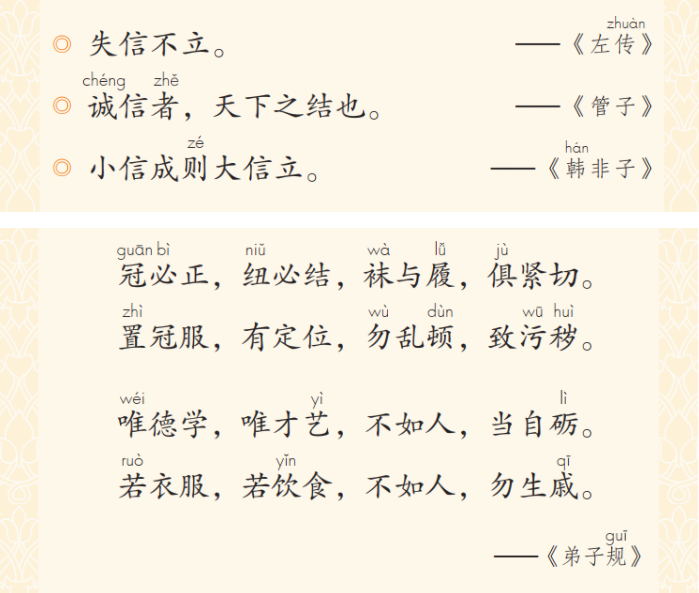 zhuàn
◎ 失信不立。 ——《左传》
chéng zhě
◎ 诚信者，天下之结也。 ——《管子》
zé hán
◎ 小信成则大信立。 ——《韩非子》
guān bì niǔ wà lǚ jù
冠必正，纽必结，袜与履，俱紧切。
zhì wù dùn wū huì
置冠服，有定位，勿乱顿，致污秽。
wéi yì lì
唯德学，唯才艺，不如人，当自砺。
ruò yǐn qī
若衣服，若饮食，不如人，勿生戚。
guī
——《弟子规》